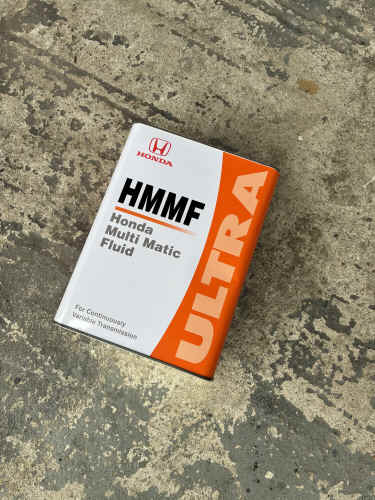 HONDA
HMMF
Honda
Multi Matic
Fluid
For Continuously
Variable Transmission
ULTRA